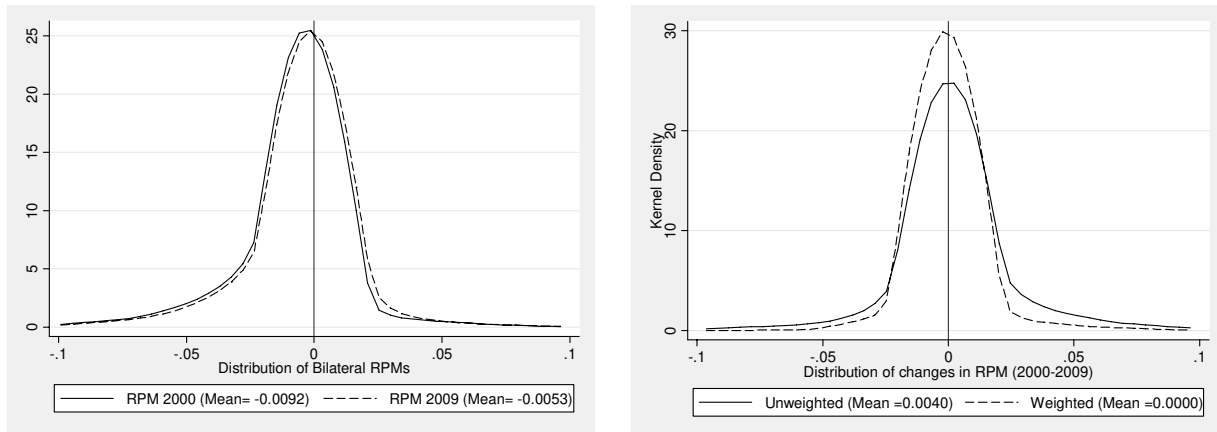 25
20
15
10
5
0
-.1 -.05 0 .05 .1
Distribution of Bilateral RPMs
RPM 2000 (Mean= -0.0092) RPM 2009 (Mean= -0.0053)
Kernel Density
30
20
10
0
-.1 -.05 0 .05 .1
Distribution of changes in RPM (2000-2009)
Unweighted (Mean =0.0040) Weighted (Mean =0.0000)